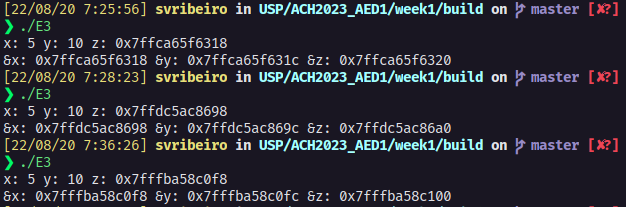 [22/08/20 7:25:56] svribeiro in USP/ACH2023_AED1/week1/build on master [✘?]
❯ ./E3
x: 5 y: 10 z: 0x7ffca65f6318
&x: 0x7ffca65f6318 &y: 0x7ffca65f631c &z: 0x7ffca65f6320
[22/08/20 7:28:23] svribeiro in USP/ACH2023_AED1/week1/build on master [✘?]
❯ ./E3
x: 5 y: 10 z: 0x7ffdc5ac8698
&x: 0x7ffdc5ac8698 &y: 0x7ffdc5ac869c &z: 0x7ffdc5ac86a0
[22/08/20 7:36:26] svribeiro in USP/ACH2023_AED1/week1/build on master [✘?]
❯ ./E3
x: 5 y: 10 z: 0x7fffba58c0f8
&x: 0x7fffba58c0f8 &y: 0x7fffba58c0fc &z: 0x7fffba58c100